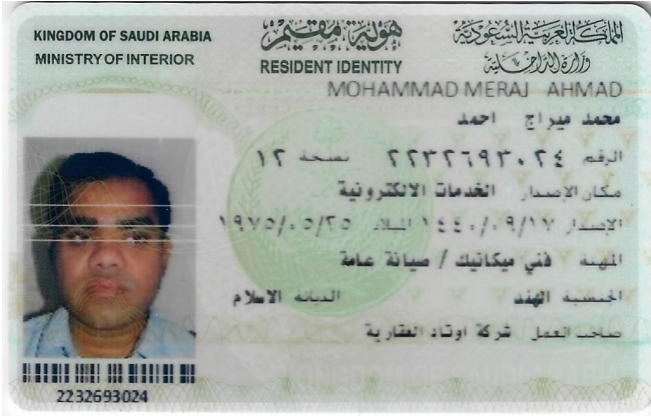 KINGDOM OF SAUDI ARABIA
هوية مقيم
المملكة العربية السعودية
MINISTRY OF INTERIOR
RESIDENT IDENTITY
وزارة الداخلية
MOHAMMAD MERAJ AHMAD
محمد ميراج احمد
الرقم ٢٢٣٢٦٩٣٠٢٤ نسخة ١٢
مكان الإصدار الخدمات الالكترونية
الإصدار ١٤٤٠/٠٩/١٧ الميلاد ١٩٧٥/٠٥/٢٥
المهنة فني ميكانيك / صيانة عامة
الجنسية الهند الديانة الاسلام
صاحب العمل شركة اوتاد العقارية
2232693024